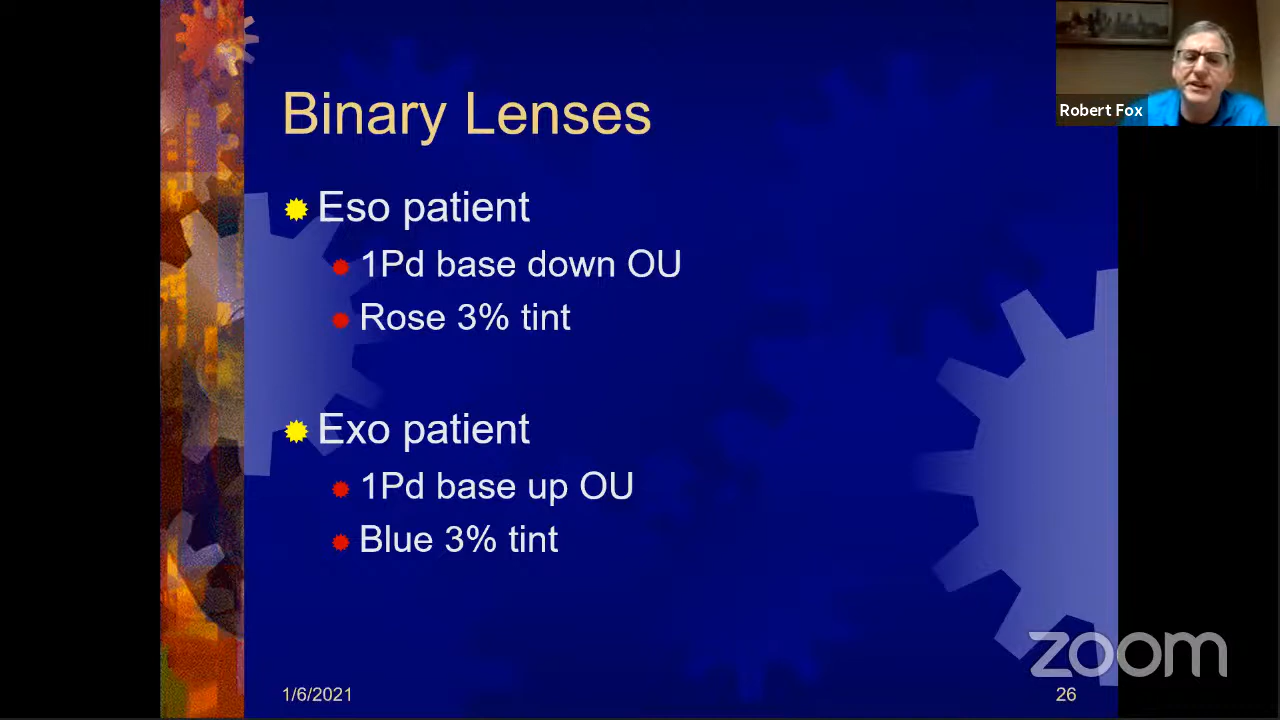 Robert Fox
Binary Lenses
Eso patient
1Pd base down OU
Rose 3% tint
Exo patient
1Pd base up OU
Blue 3% tint
zoom
1/6/2021
26